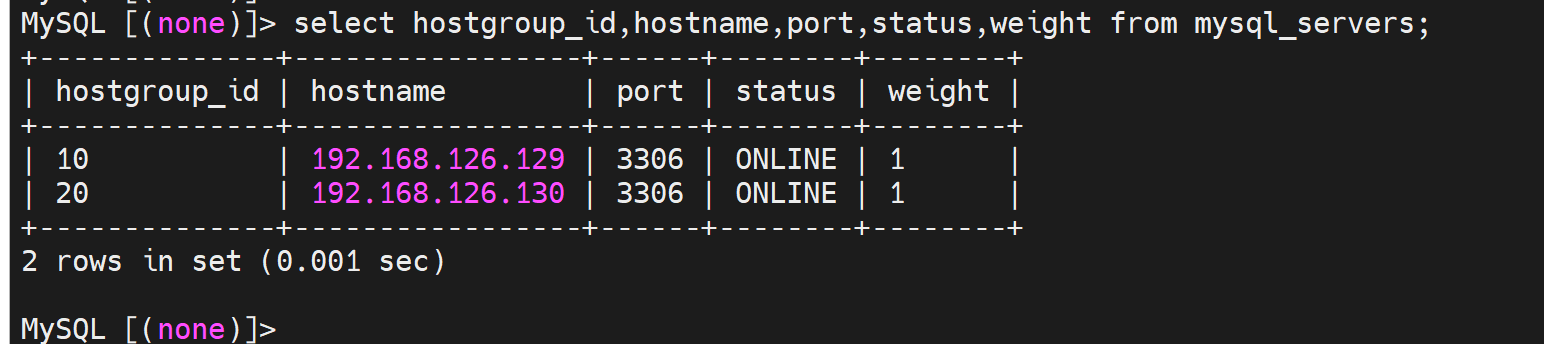 MySQL [(none)]> select hostgroup_id,hostname,port,status,weight from mysql_servers;
+--------------+-----------------+------+--------+--------+
| hostgroup_id | hostname        | port | status | weight |
+--------------+-----------------+------+--------+--------+
| 10           | 192.168.126.129 | 3306 | ONLINE | 1      |
| 20           | 192.168.126.130 | 3306 | ONLINE | 1      |
+--------------+-----------------+------+--------+--------+
2 rows in set (0.001 sec)
MySQL [(none)]>